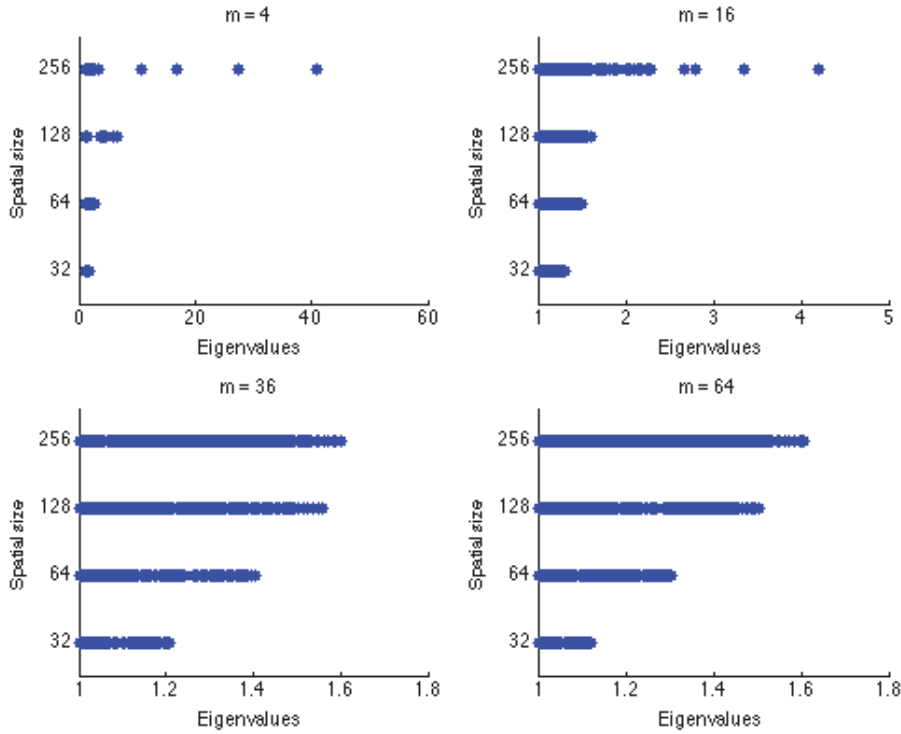 m = 4
256
128
64
32
Spatial size
0 20 40 60
Eigenvalues
m = 16
256
128
64
32
Spatial size
1 2 3 4 5
Eigenvalues
m = 36
256
128
64
32
Spatial size
1 1.2 1.4 1.6 1.8
Eigenvalues
m = 64
256
128
64
32
Spatial size
1 1.2 1.4 1.6 1.8
Eigenvalues